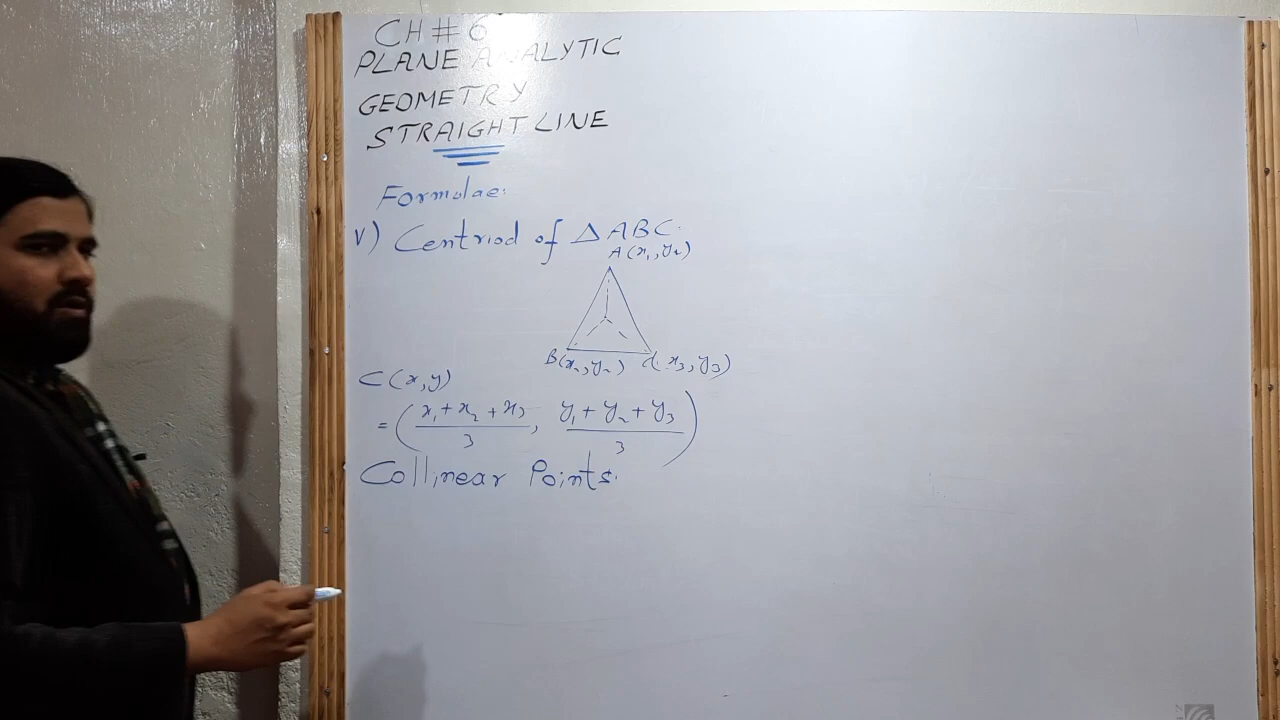 CH # 6
PLANE ANALYTIC
GEOMETRY
STRAIGHT LINE
Formulae:
V) Centriod of △ ABC.
A(x₁, y₂)
B(x₂, y₂) C(x₃, y₃)
C(x, y)
= ( x₁ + x₂ + x₃ / 3 , y₁ + y₂ + y₃ / 3 )
Collinear Points.